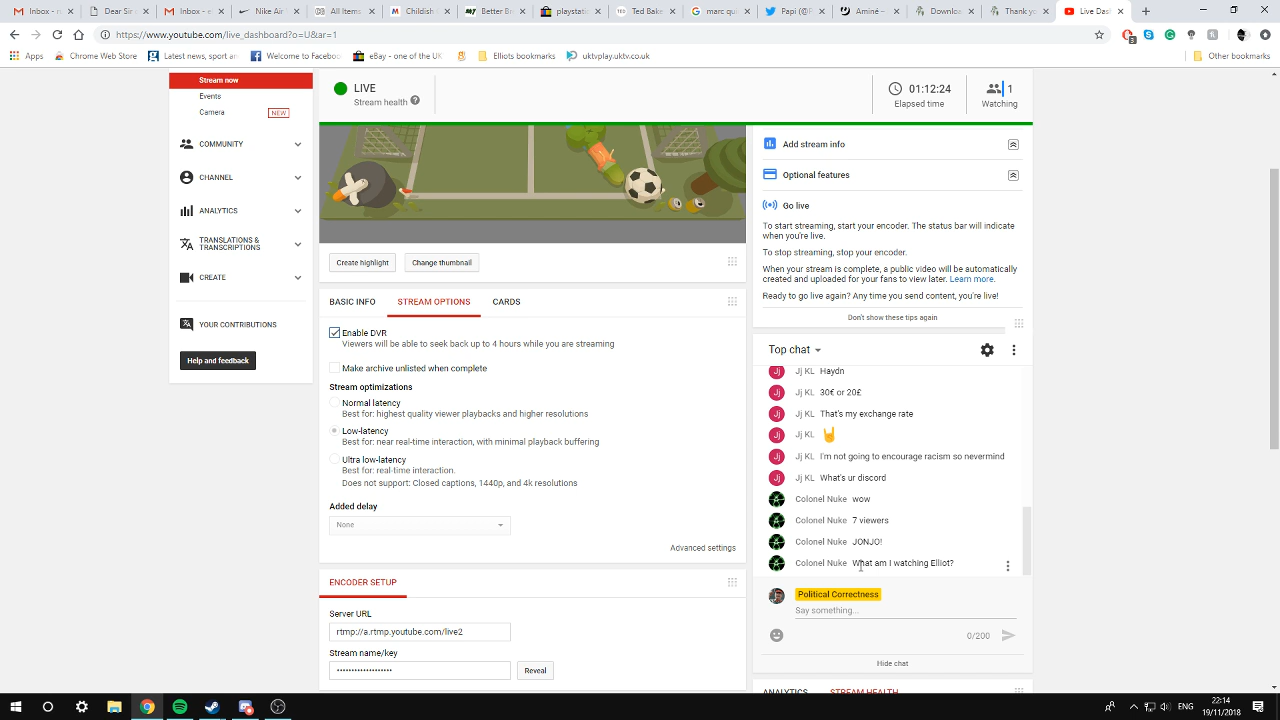 Inbox - n
Dear Sir
Inbox - e
Nike Air
All Items
Childish
Better Br
playstatio
Ted Bake
marc qui
Papi (@F
Aminé –
Downlo
Thank yo
Live Das
https://www.youtube.com/live_dashboard?o=U&ar=1
Apps
Chrome Web Store
Latest news, sport an
Welcome to Faceboo
eBay - one of the UK
Elliots bookmarks
uktvplay.uktv.co.uk
Other bookmarks
Stream now
Events
Camera NEW
COMMUNITY
CHANNEL
ANALYTICS
TRANSLATIONS &
TRANSCRIPTIONS
CREATE
YOUR CONTRIBUTIONS
Help and feedback
LIVE
Stream health ?
01:12:24
Elapsed time
1
Watching
Create highlight
Change thumbnail
BASIC INFO STREAM OPTIONS CARDS
Enable DVR
Viewers will be able to seek back up to 4 hours while you are streaming
Make archive unlisted when complete
Stream optimizations
Normal latency
Best for: highest quality viewer playbacks and higher resolutions
Low-latency
Best for: near real-time interaction, with minimal playback buffering
Ultra low-latency
Best for: real-time interaction.
Does not support: Closed captions, 1440p, and 4k resolutions
Added delay
None
Advanced settings
ENCODER SETUP
Server URL
rtmp://a.rtmp.youtube.com/live2
Stream name/key
••••••••••••••••••
Reveal
Add stream info
Optional features
Go live
To start streaming, start your encoder. The status bar will indicate
when you're live.
To stop streaming, stop your encoder.
When your stream is complete, a public video will be automatically
created and uploaded for your fans to view later. Learn more.
Ready to go live again? Any time you send content, you're live!
Don't show these tips again
Top chat
Jj Jj KL Haydn
Jj Jj KL 30€ or 20£
Jj Jj KL That's my exchange rate
Jj Jj KL 🤘
Jj Jj KL I'm not going to encourage racism so nevermind
Jj Jj KL What's ur discord
Colonel Nuke wow
Colonel Nuke 7 viewers
Colonel Nuke JONJO!
Colonel Nuke What am I watching Elliot?
Political Correctness
Say something...
0/200
Hide chat
ANALYTICS STREAM HEALTH
ENG
22:14
19/11/2018